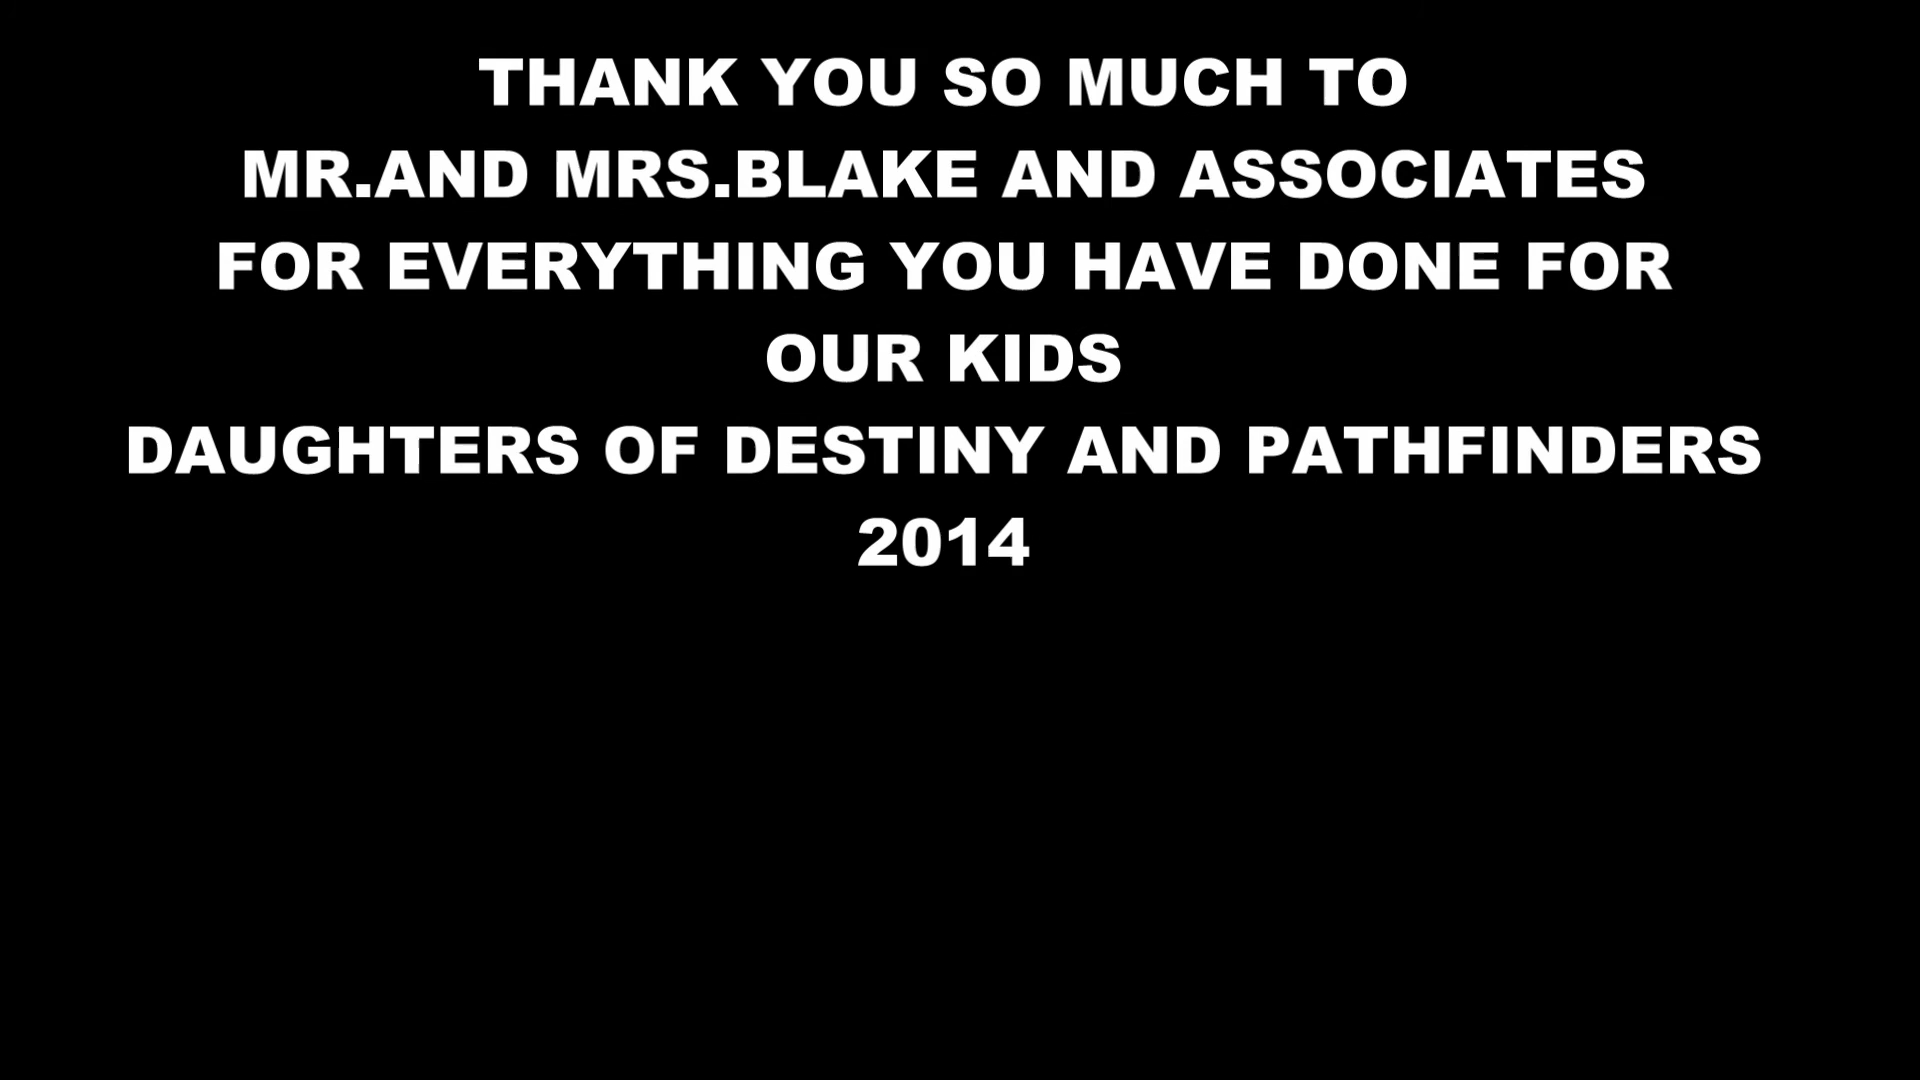 THANK YOU SO MUCH TO
MR.AND MRS.BLAKE AND ASSOCIATES
FOR EVERYTHING YOU HAVE DONE FOR
OUR KIDS
DAUGHTERS OF DESTINY AND PATHFINDERS
2014